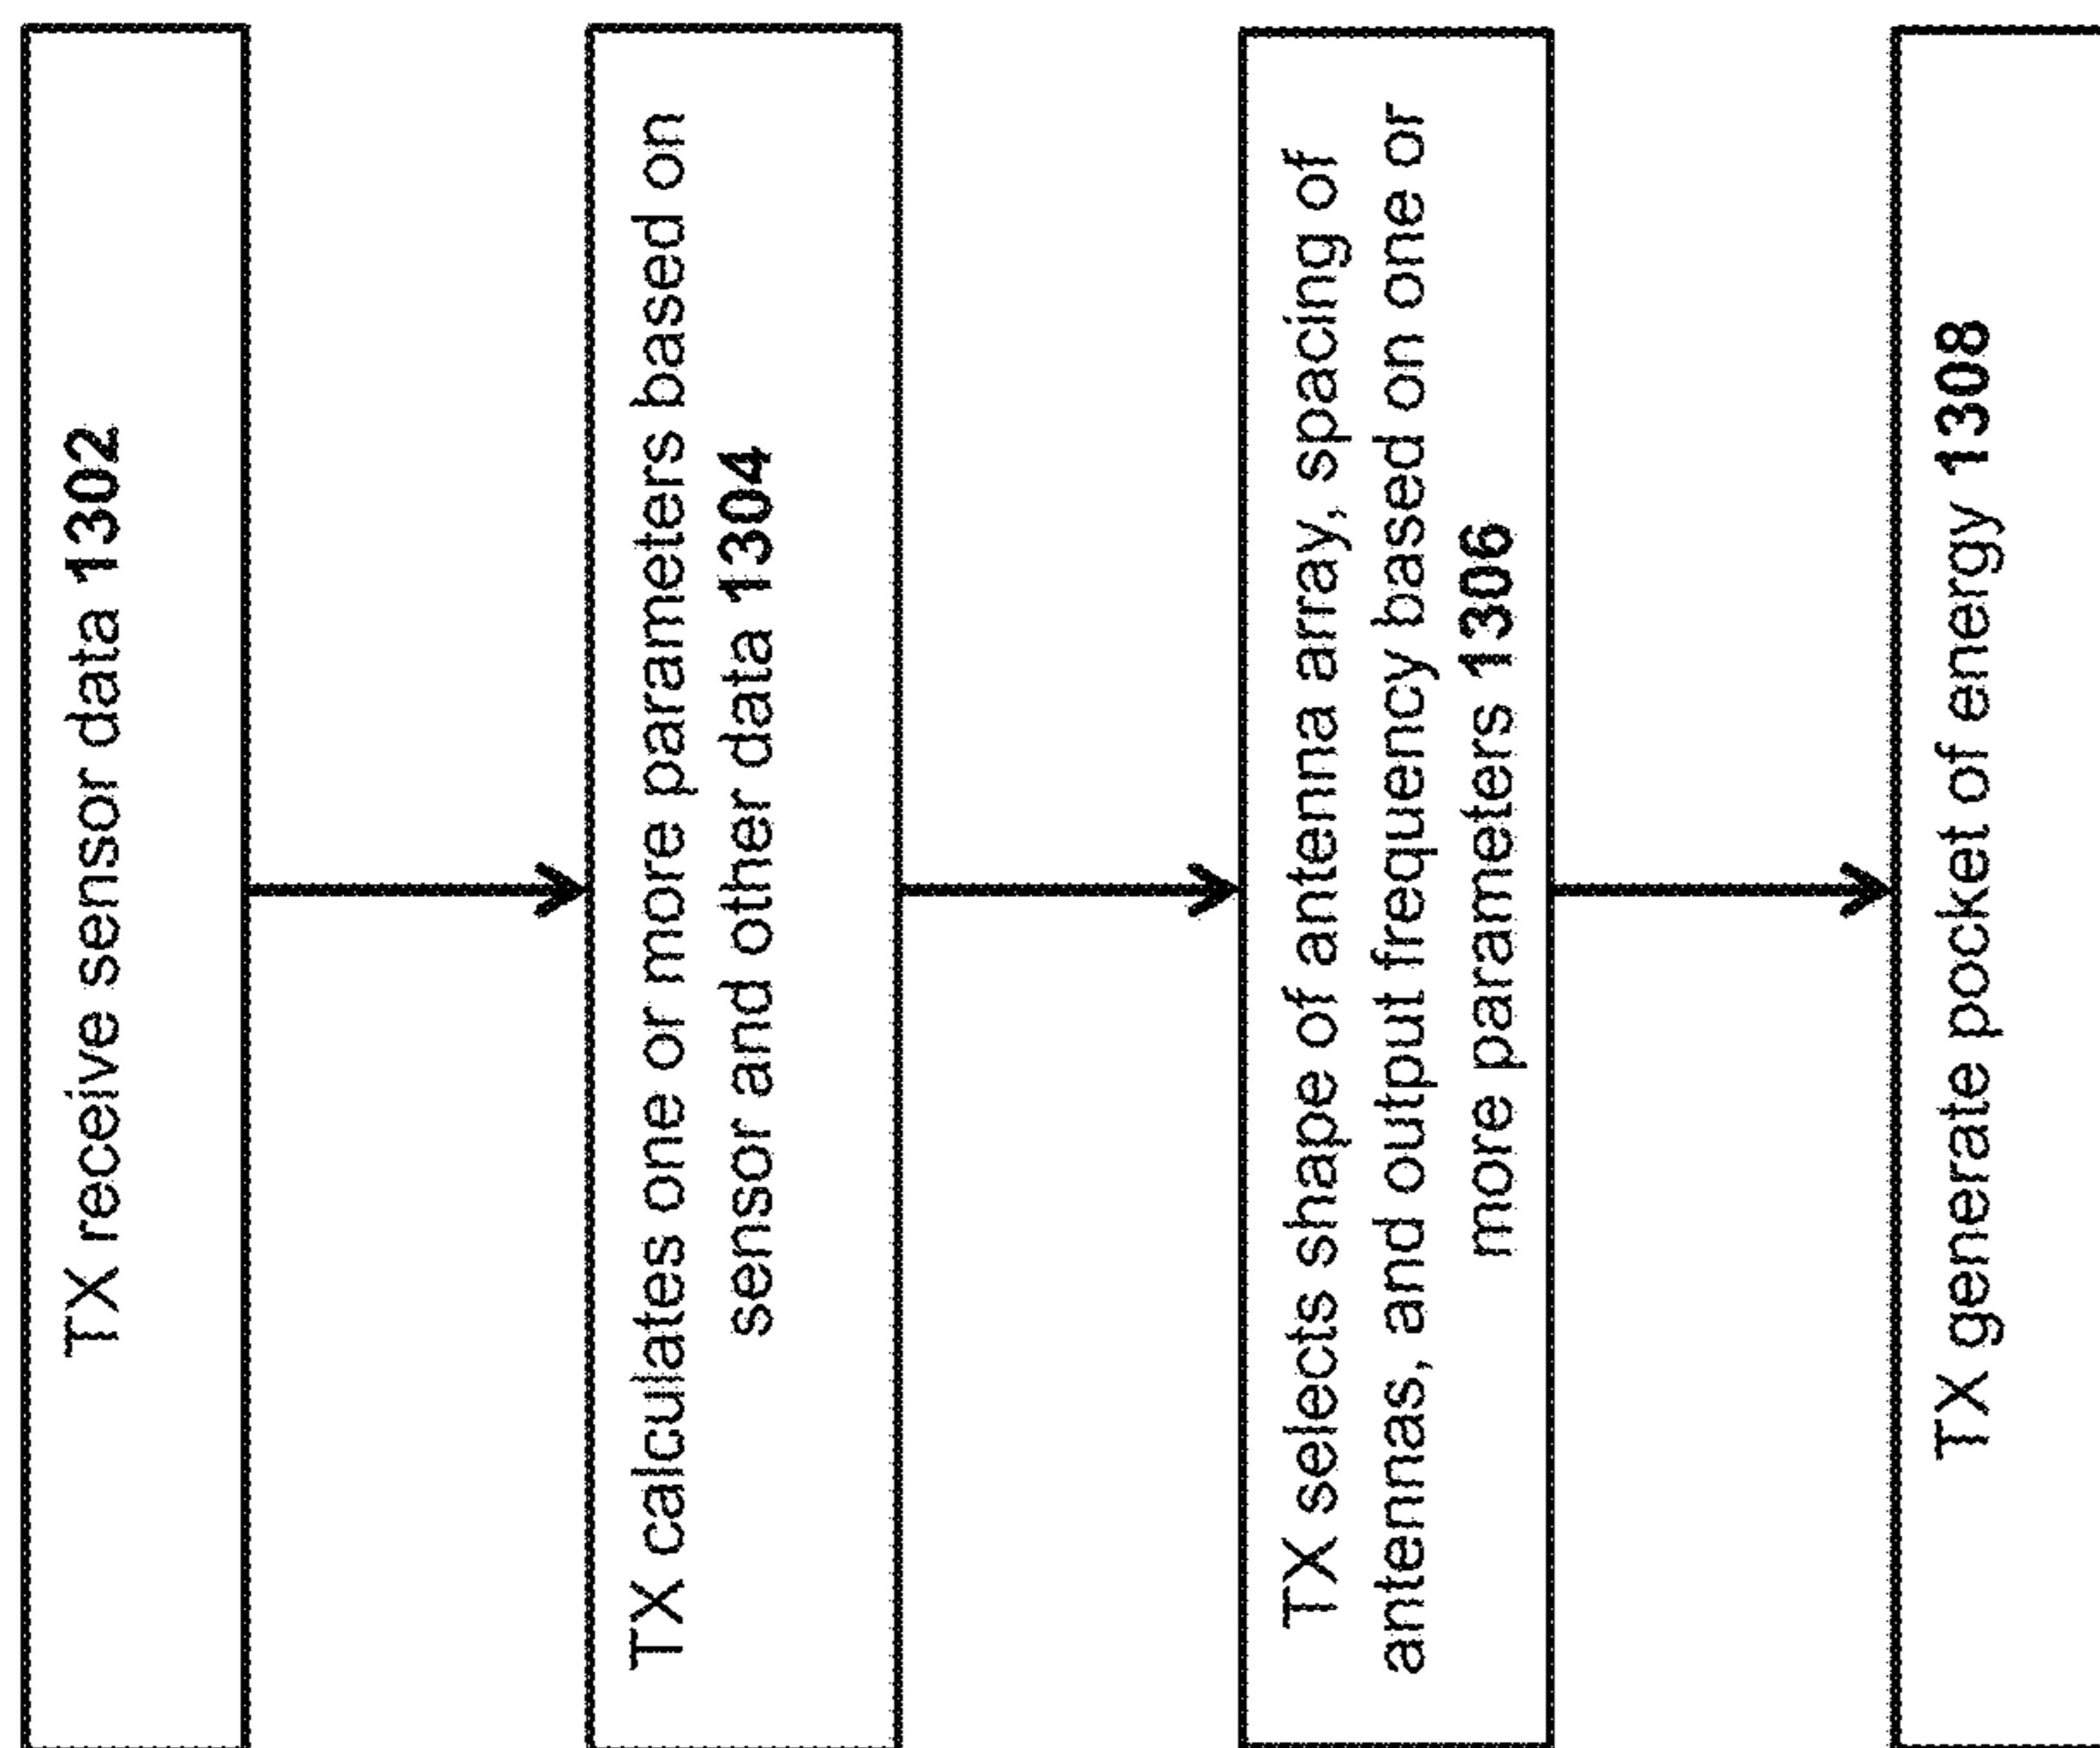 TX receive sensor data 1302
TX calculates one or more parameters based on
sensor and other data 1304
TX selects shape of antenna array, spacing of
antennas, and output frequency based on one or
more parameters 1306
TX generate pocket of energy 1308